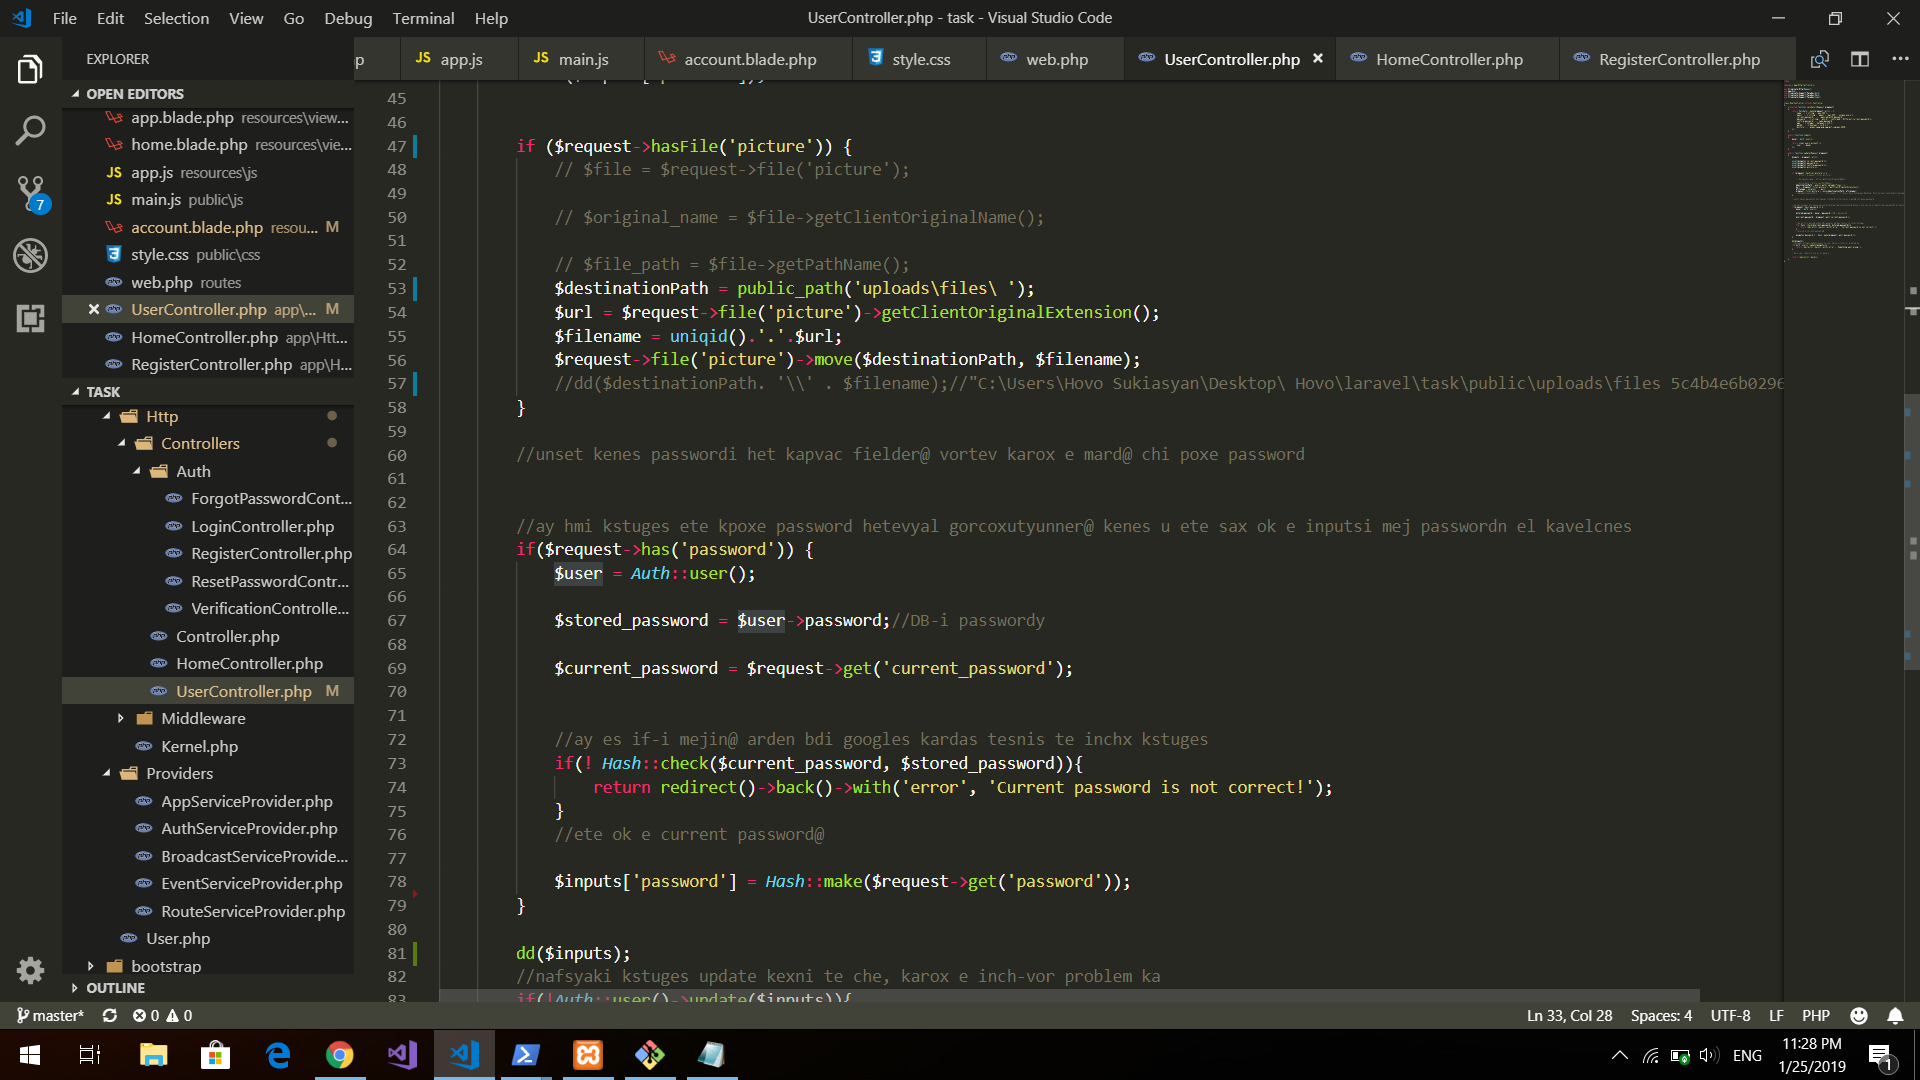 File Edit Selection View Go Debug Terminal Help
UserController.php - task - Visual Studio Code
EXPLORER
p
JS app.js
JS main.js
account.blade.php
style.css
web.php
UserController.php
HomeController.php
RegisterController.php
OPEN EDITORS
app.blade.php resources\view...
home.blade.php resources\vie...
JS app.js resources\js
JS main.js public\js
account.blade.php resou... M
style.css public\css
web.php routes
UserController.php app\... M
HomeController.php app\Htt...
RegisterController.php app\H...
TASK
Http
Controllers
Auth
ForgotPasswordCont...
LoginController.php
RegisterController.php
ResetPasswordContr...
VerificationControlle...
Controller.php
HomeController.php
UserController.php M
Middleware
Kernel.php
Providers
AppServiceProvider.php
AuthServiceProvider.php
BroadcastServiceProvide...
EventServiceProvider.php
RouteServiceProvider.php
User.php
bootstrap
OUTLINE
7
45
46
47 if ($request->hasFile('picture')) {
48 // $file = $request->file('picture');
49
50 // $original_name = $file->getClientOriginalName();
51
52 // $file_path = $file->getPathName();
53 $destinationPath = public_path('uploads\files\ ');
54 $url = $request->file('picture')->getClientOriginalExtension();
55 $filename = uniqid().'.'.$url;
56 $request->file('picture')->move($destinationPath, $filename);
57 //dd($destinationPath. '\\' . $filename);//"C:\Users\Hovo Sukiasyan\Desktop\ Hovo\laravel\task\public\uploads\files 5c4b4e6b0296
58 }
59
60 //unset kenes passwordi het kapvac fielder@ vortev karox e mard@ chi poxe password
61
62
63 //ay hmi kstuges ete kpoxe password hetevyal gorcoxutyunner@ kenes u ete sax ok e inputsi mej passwordn el kavelcnes
64 if($request->has('password')) {
65 $user = Auth::user();
66
67 $stored_password = $user->password;//DB-i passwordy
68
69 $current_password = $request->get('current_password');
70
71
72 //ay es if-i mejin@ arden bdi googles kardas tesnis te inchx kstuges
73 if(! Hash::check($current_password, $stored_password)){
74 return redirect()->back()->with('error', 'Current password is not correct!');
75 }
76 //ete ok e current password@
77
78 $inputs['password'] = Hash::make($request->get('password'));
79 }
80
81 dd($inputs);
82 //nafsyaki kstuges update kexni te che, karox e inch-vor problem ka
83 if(!Auth::user()->update($inputs)){
master* 0 0
Ln 33, Col 28 Spaces: 4 UTF-8 LF PHP
ENG
11:28 PM
1/25/2019
1